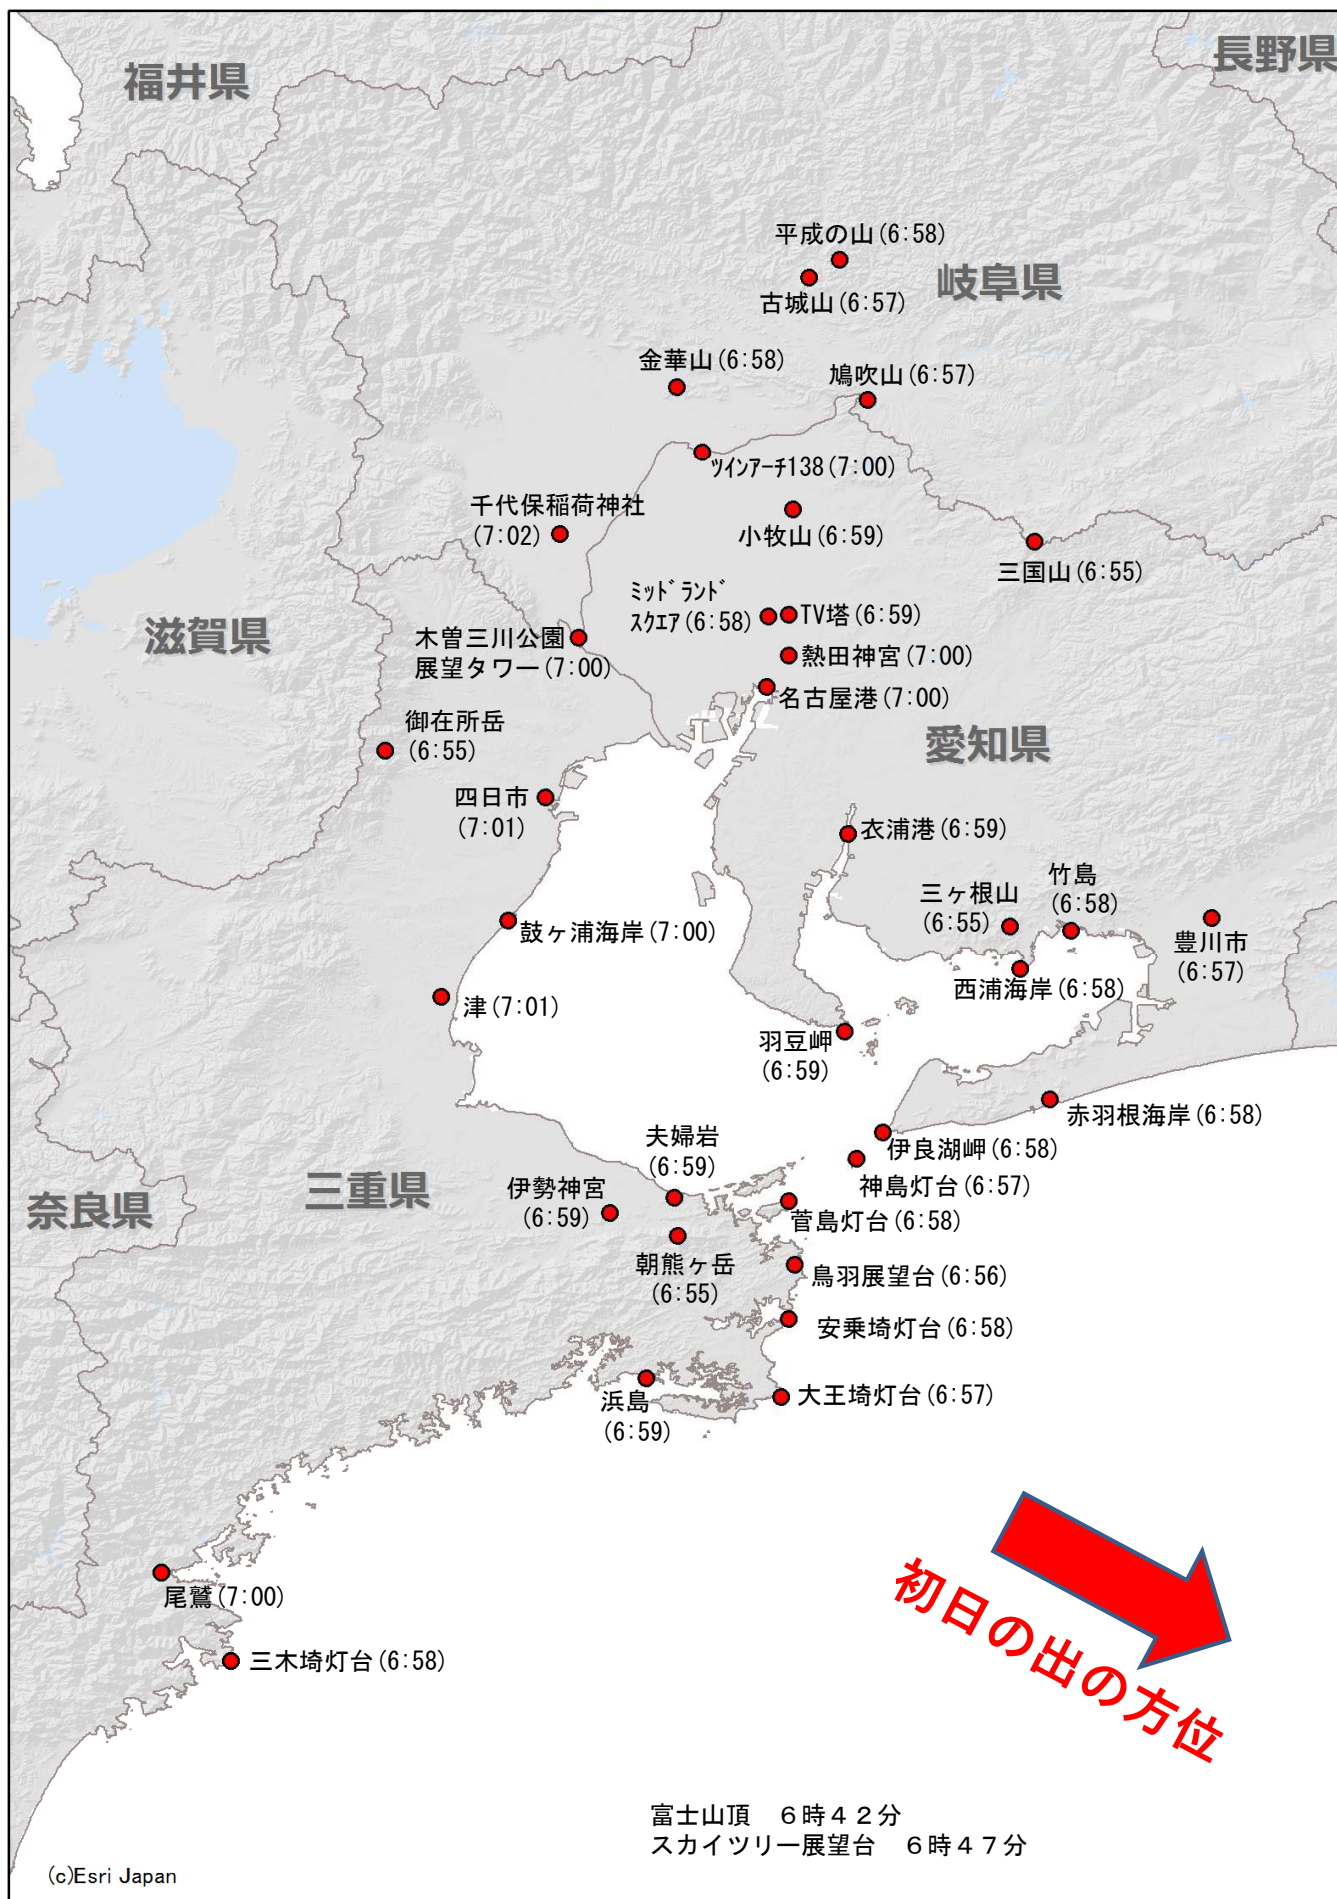 福井県
長野県
平成の山(6:58)
岐阜県
古城山(6:57)
金華山(6:58)
鳩吹山(6:57)
ﾂｲﾝｱｰﾁ138(7:00)
千代保稲荷神社
(7:02)
小牧山(6:59)
三国山(6:55)
ﾐｯﾄﾞﾗﾝﾄﾞ
ｽｸｴｱ(6:58)
TV塔(6:59)
滋賀県
木曽三川公園
展望タワー(7:00)
熱田神宮(7:00)
名古屋港(7:00)
御在所岳
(6:55)
愛知県
四日市
(7:01)
衣浦港(6:59)
竹島
(6:58)
三ヶ根山
(6:55)
鼓ヶ浦海岸(7:00)
豊川市
(6:57)
西浦海岸(6:58)
津(7:01)
羽豆岬
(6:59)
赤羽根海岸(6:58)
夫婦岩
(6:59)
伊良湖岬(6:58)
三重県
神島灯台(6:57)
伊勢神宮
(6:59)
奈良県
菅島灯台(6:58)
朝熊ヶ岳
(6:55)
鳥羽展望台(6:56)
安乗埼灯台(6:58)
大王埼灯台(6:57)
浜島
(6:59)
初日の出の方位
尾鷲(7:00)
三木埼灯台(6:58)
富士山頂　６時４２分
スカイツリー展望台　６時４７分
(c)Esri Japan